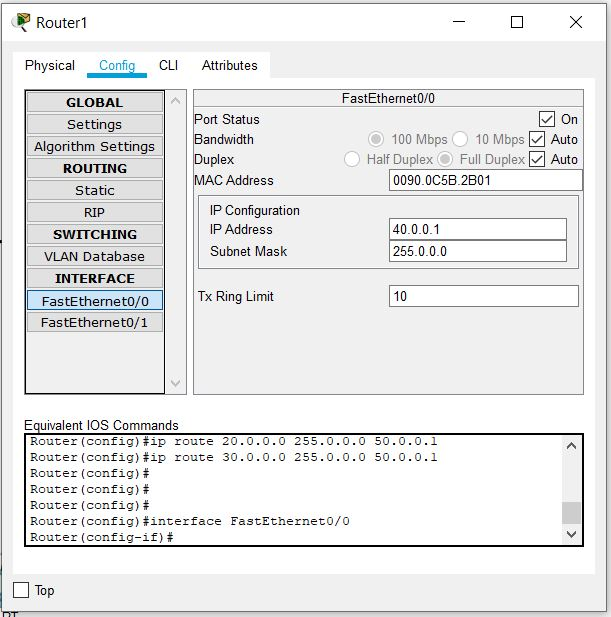 Router1
Physical Config CLI Attributes
GLOBAL
Settings
Algorithm Settings
ROUTING
Static
RIP
SWITCHING
VLAN Database
INTERFACE
FastEthernet0/0
FastEthernet0/1
FastEthernet0/0
Port Status On
Bandwidth 100 Mbps 10 Mbps Auto
Duplex Half Duplex Full Duplex Auto
MAC Address 0090.0C5B.2B01
IP Configuration
IP Address 40.0.0.1
Subnet Mask 255.0.0.0
Tx Ring Limit 10
Equivalent IOS Commands
Router(config)#ip route 20.0.0.0 255.0.0.0 50.0.0.1
Router(config)#ip route 30.0.0.0 255.0.0.0 50.0.0.1
Router(config)#
Router(config)#
Router(config)#
Router(config)#interface FastEthernet0/0
Router(config-if)#
Top